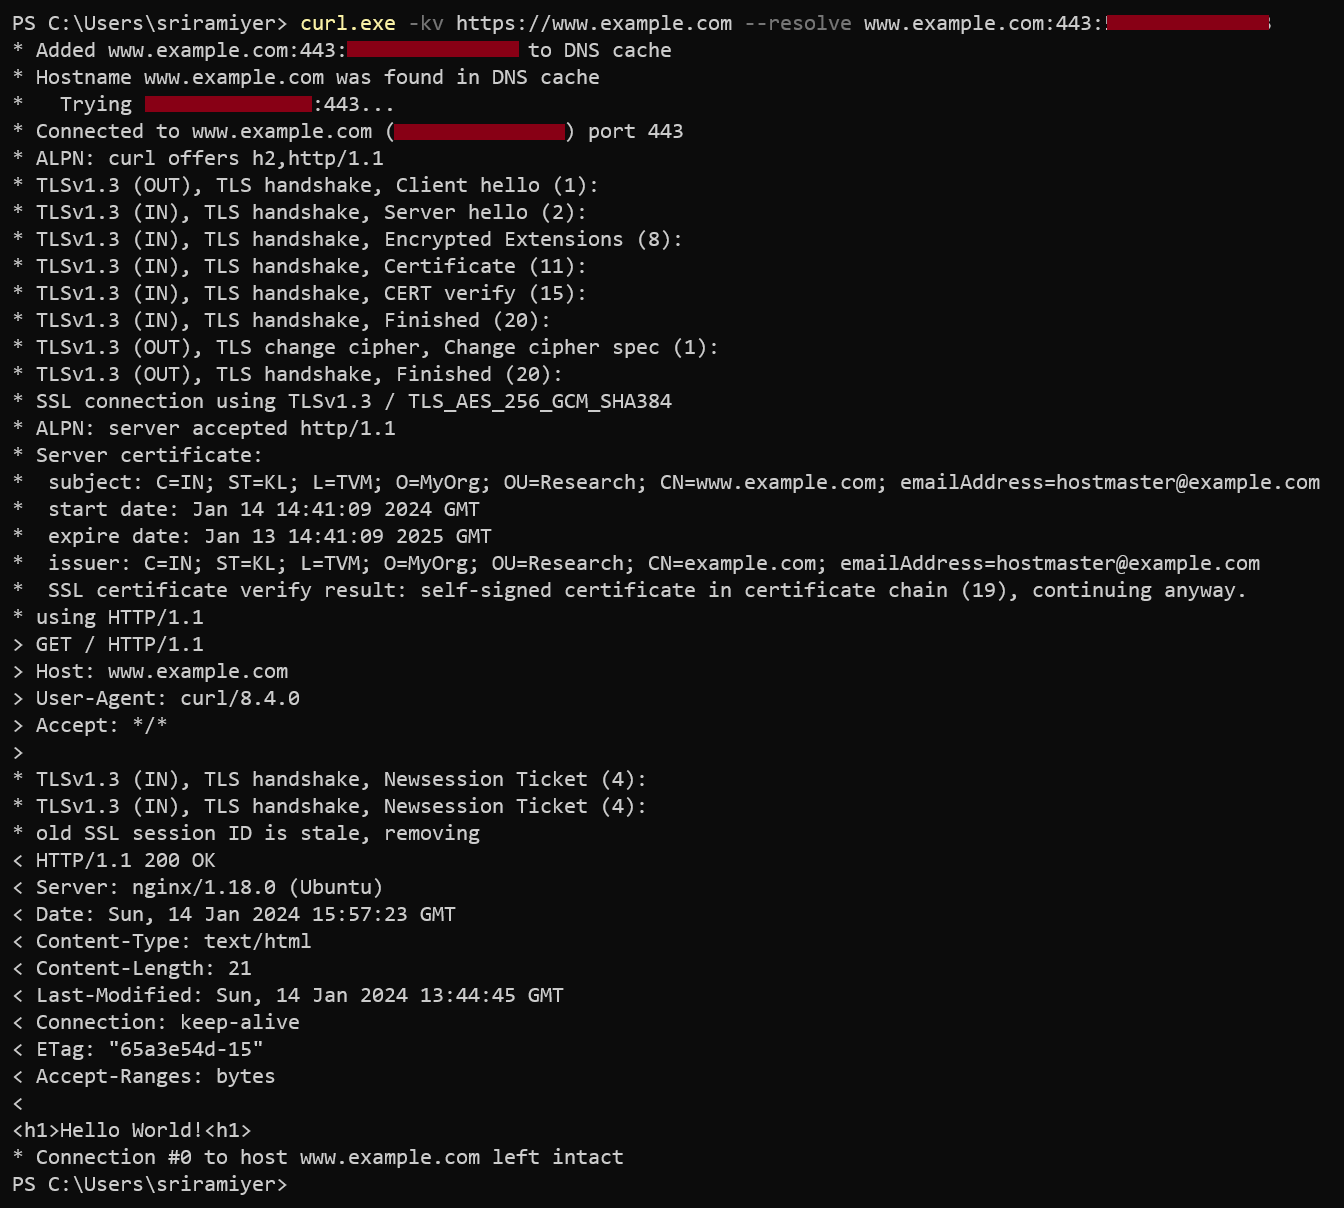 PS C:\Users\sriramiyer> curl.exe -kv https://www.example.com --resolve www.example.com:443:
* Added www.example.com:443: to DNS cache
* Hostname www.example.com was found in DNS cache
*   Trying :443...
* Connected to www.example.com () port 443
* ALPN: curl offers h2,http/1.1
* TLSv1.3 (OUT), TLS handshake, Client hello (1):
* TLSv1.3 (IN), TLS handshake, Server hello (2):
* TLSv1.3 (IN), TLS handshake, Encrypted Extensions (8):
* TLSv1.3 (IN), TLS handshake, Certificate (11):
* TLSv1.3 (IN), TLS handshake, CERT verify (15):
* TLSv1.3 (IN), TLS handshake, Finished (20):
* TLSv1.3 (OUT), TLS change cipher, Change cipher spec (1):
* TLSv1.3 (OUT), TLS handshake, Finished (20):
* SSL connection using TLSv1.3 / TLS_AES_256_GCM_SHA384
* ALPN: server accepted http/1.1
* Server certificate:
*  subject: C=IN; ST=KL; L=TVM; O=MyOrg; OU=Research; CN=www.example.com; emailAddress=hostmaster@example.com
*  start date: Jan 14 14:41:09 2024 GMT
*  expire date: Jan 13 14:41:09 2025 GMT
*  issuer: C=IN; ST=KL; L=TVM; O=MyOrg; OU=Research; CN=example.com; emailAddress=hostmaster@example.com
*  SSL certificate verify result: self-signed certificate in certificate chain (19), continuing anyway.
* using HTTP/1.1
> GET / HTTP/1.1
> Host: www.example.com
> User-Agent: curl/8.4.0
> Accept: */*
>
* TLSv1.3 (IN), TLS handshake, Newsession Ticket (4):
* TLSv1.3 (IN), TLS handshake, Newsession Ticket (4):
* old SSL session ID is stale, removing
< HTTP/1.1 200 OK
< Server: nginx/1.18.0 (Ubuntu)
< Date: Sun, 14 Jan 2024 15:57:23 GMT
< Content-Type: text/html
< Content-Length: 21
< Last-Modified: Sun, 14 Jan 2024 13:44:45 GMT
< Connection: keep-alive
< ETag: "65a3e54d-15"
< Accept-Ranges: bytes
<
<h1>Hello World!<h1>
* Connection #0 to host www.example.com left intact
PS C:\Users\sriramiyer>